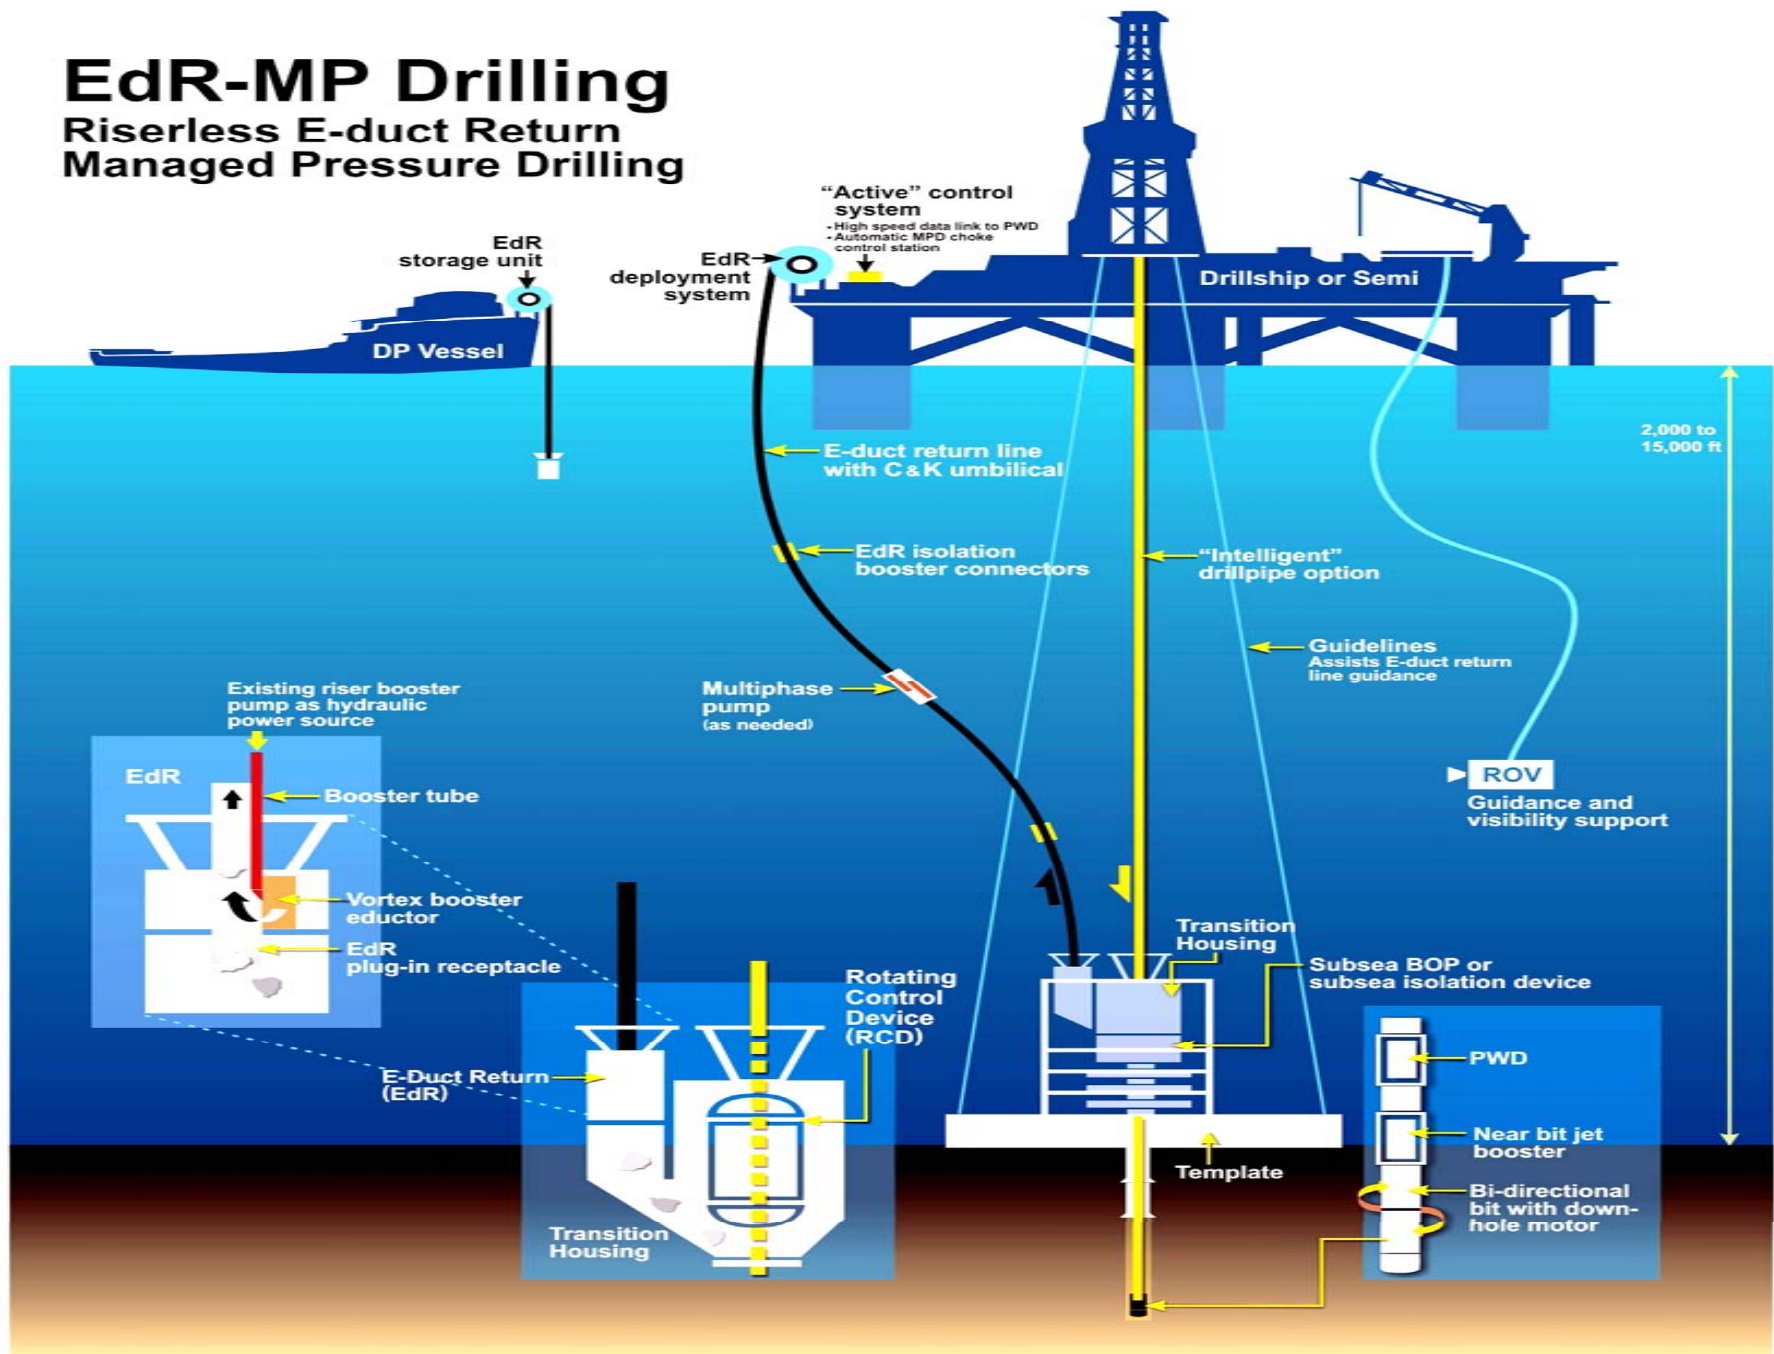 EdR-MP Drilling
Riserless E-duct Return
Managed Pressure Drilling
"Active" control
system
- High speed data link to PWD
- Automatic MPD choke
control station
EdR
storage unit
EdR
deployment
system
Drillship or Semi
DP Vessel
2,000 to
15,000 ft
E-duct return line
with C&K umbilical
EdR isolation
booster connectors
"Intelligent"
drillpipe option
Guidelines
Assists E-duct return
line guidance
Existing riser booster
pump as hydraulic
power source
Multiphase
pump
(as needed)
ROV
Guidance and
visibility support
EdR
Booster tube
Vortex booster
eductor
EdR
plug-in receptacle
Transition
Housing
Subsea BOP or
subsea isolation device
Rotating
Control
Device
(RCD)
E-Duct Return
(EdR)
PWD
Near bit jet
booster
Template
Bi-directional
bit with down-
hole motor
Transition
Housing